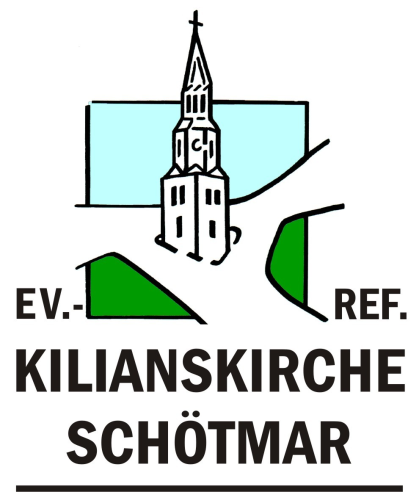 EV.- REF.
KILIANSKIRCHE
SCHÖTMAR